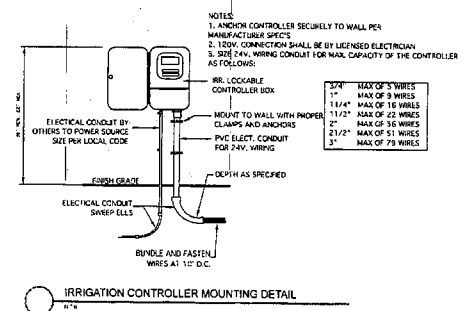 NOTES:
1. ANCHOR CONTROLLER SECURELY TO WALL PER
MANUFACTURER SPEC'S
2. 120V. CONNECTION SHALL BE BY LICENSED ELECTRICIAN
3. SIZE 24V. WIRING CONDUIT FOR MAX. CAPACITY OF THE CONTROLLER
AS FOLLOWS:
IRR. LOCKABLE
CONTROLLER BOX
3/4" MAX OF 5 WIRES
1" MAX OF 9 WIRES
1 1/4" MAX OF 16 WIRES
1 1/2" MAX OF 22 WIRES
2" MAX OF 36 WIRES
2 1/2" MAX OF 51 WIRES
3" MAX OF 79 WIRES
MOUNT TO WALL WITH PROPER
CLAMPS AND ANCHORS
ELECTRICAL CONDUIT BY
OTHERS TO POWER SOURCE
SIZE PER LOCAL CODE
PVC ELECT. CONDUIT
FOR 24V. WIRING
DEPTH AS SPECIFIED
FINISH GRADE
ELECTICAL CONDUIT
SWEEP ELLS
BUNDLE AND FASTEN
WIRES AT 10' O.C.
IRRIGATION CONTROLLER MOUNTING DETAIL